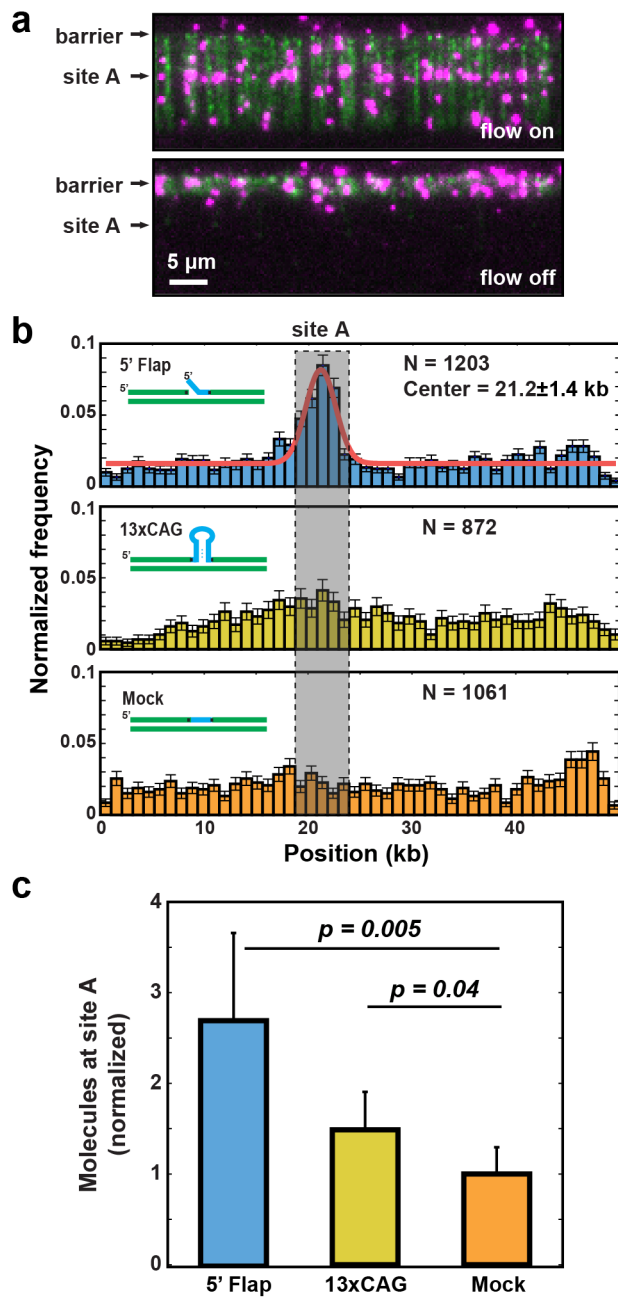 a
barrier
site A
flow on
barrier
site A
5 µm
flow off
b
site A
0.1
5' Flap
N = 1203
Center = 21.2±1.4 kb
5'
5'
0.05
0
0.1
13xCAG
N = 872
0.05
5'
0
0.1
Mock
N = 1061
5'
0.05
0
0 10 20 30 40
Position (kb)
Normalized frequency
c
4
p = 0.005
3
p = 0.04
2
1
0
Molecules at site A
(normalized)
5' Flap 13xCAG Mock